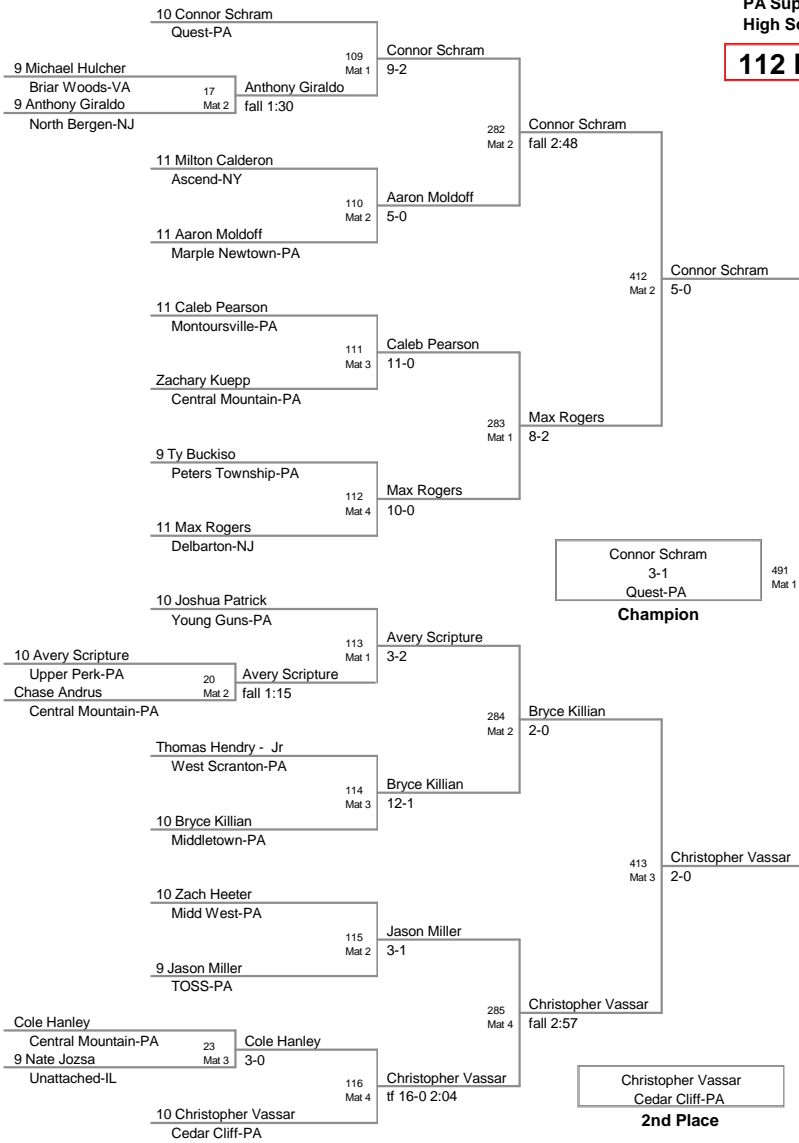 PA Sup
High Sc
112
10 Connor Schram
Quest-PA
109
Mat 1
Connor Schram
9-2
9 Michael Hulcher
Briar Woods-VA
17
Mat 2
Anthony Giraldo
fall 1:30
9 Anthony Giraldo
North Bergen-NJ
282
Mat 2
Connor Schram
fall 2:48
11 Milton Calderon
Ascend-NY
110
Mat 2
Aaron Moldoff
5-0
11 Aaron Moldoff
Marple Newtown-PA
412
Mat 2
Connor Schram
5-0
11 Caleb Pearson
Montoursville-PA
111
Mat 3
Caleb Pearson
11-0
Zachary Kuepp
Central Mountain-PA
283
Mat 1
Max Rogers
8-2
9 Ty Buckiso
Peters Township-PA
112
Mat 4
Max Rogers
10-0
11 Max Rogers
Delbarton-NJ
Connor Schram
3-1
Quest-PA
491
Mat 1
Champion
10 Joshua Patrick
Young Guns-PA
113
Mat 1
Avery Scripture
3-2
10 Avery Scripture
Upper Perk-PA
20
Mat 2
Avery Scripture
fall 1:15
Chase Andrus
Central Mountain-PA
284
Mat 2
Bryce Killian
2-0
Thomas Hendry - Jr
West Scranton-PA
114
Mat 3
Bryce Killian
12-1
10 Bryce Killian
Middletown-PA
413
Mat 3
Christopher Vassar
2-0
10 Zach Heeter
Midd West-PA
115
Mat 2
Jason Miller
3-1
9 Jason Miller
TOSS-PA
285
Mat 4
Christopher Vassar
fall 2:57
Cole Hanley
Central Mountain-PA
23
Mat 3
Cole Hanley
3-0
9 Nate Jozsa
Unattached-IL
116
Mat 4
Christopher Vassar
tf 16-0 2:04
10 Christopher Vassar
Cedar Cliff-PA
Christopher Vassar
Cedar Cliff-PA
2nd Place